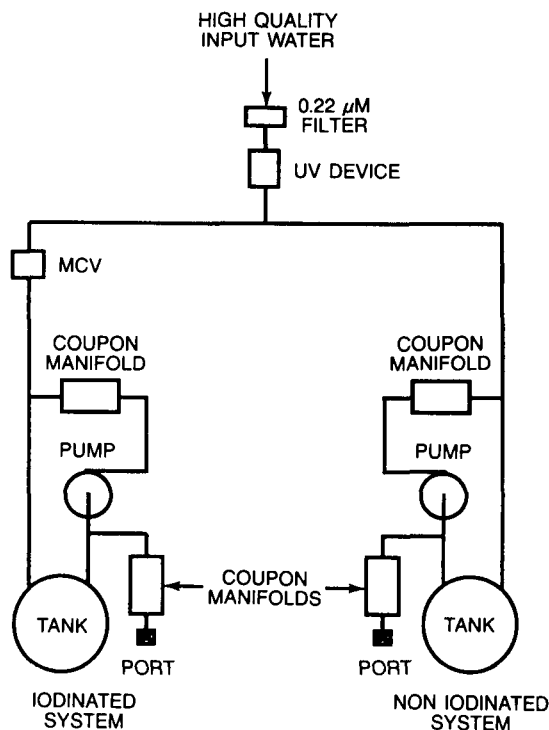 HIGH QUALITY
INPUT WATER
0.22 μM
FILTER
UV DEVICE
MCV
COUPON
MANIFOLD
COUPON
MANIFOLD
PUMP
PUMP
COUPON
MANIFOLDS
TANK
TANK
PORT
PORT
IODINATED
SYSTEM
NON IODINATED
SYSTEM